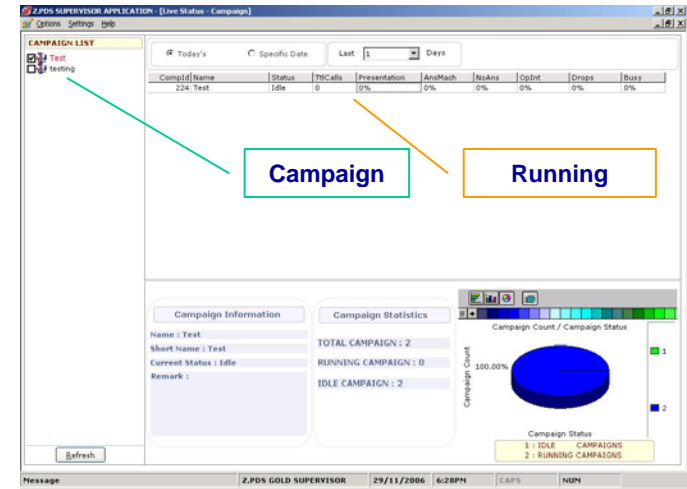 Z.PDS SUPERVISOR APPLICATION - [Live Status - Campaign]
Options Settings Help
CAMPAIGN LIST
Test
testing
Today's Specific Date Last 1 Days
CompId Name Status TtlCalls Presentation AnsMach NoAns OpInt Drops Busy
224 Test Idle 0 0% 0% 0% 0% 0% 0%
Campaign
Running
Campaign Information
Name : Test
Short Name : Test
Current Status : Idle
Remark :
Campaign Statistics
TOTAL CAMPAIGN : 2
RUNNING CAMPAIGN : 0
IDLE CAMPAIGN : 2
Campaign Count / Campaign Status
Campaign Count
100.00%
1
2
Campaign Status
1 : IDLE CAMPAIGNS
2 : RUNNING CAMPAIGNS
Refresh
Message Z.PDS GOLD SUPERVISOR 29/11/2006 6:28PM CAPS NUM